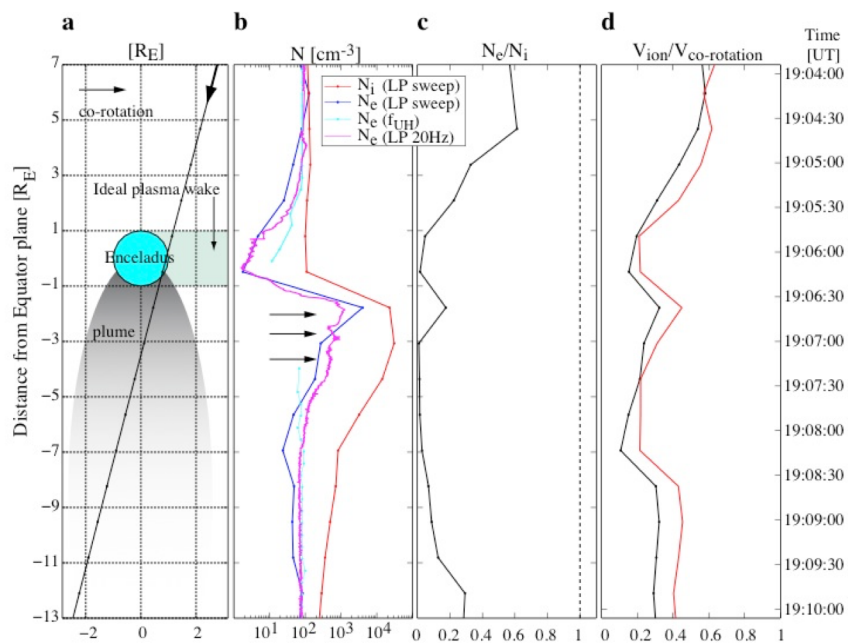 a b c d
[R_E] N [cm-3] N_e/N_i V_ion/V_co-rotation Time [UT]
Distance from Equator plane [R_E]
7
5
3
1
−1
−3
−5
−7
−9
−11
−13
co-rotation
Ideal plasma wake
Enceladus
plume
−2 0 2
N_i (LP sweep)
N_e (LP sweep)
N_e (f_UH)
N_e (LP 20Hz)
10^1 10^2 10^3 10^4
0 0.2 0.4 0.6 0.8 1
0 0.2 0.4 0.6 0.8 1
19:04:00
19:04:30
19:05:00
19:05:30
19:06:00
19:06:30
19:07:00
19:07:30
19:08:00
19:08:30
19:09:00
19:09:30
19:10:00